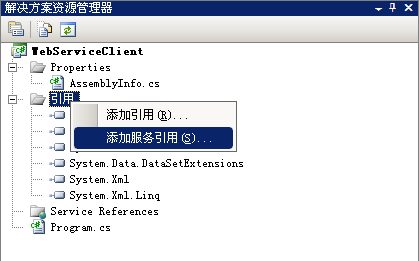 解决方案资源管理器
WebServiceClient
Properties
AssemblyInfo.cs
引用
添加引用(R)...
添加服务引用(S)...
System.Data.DataSetExtensions
System.Xml
System.Xml.Linq
Service References
Program.cs